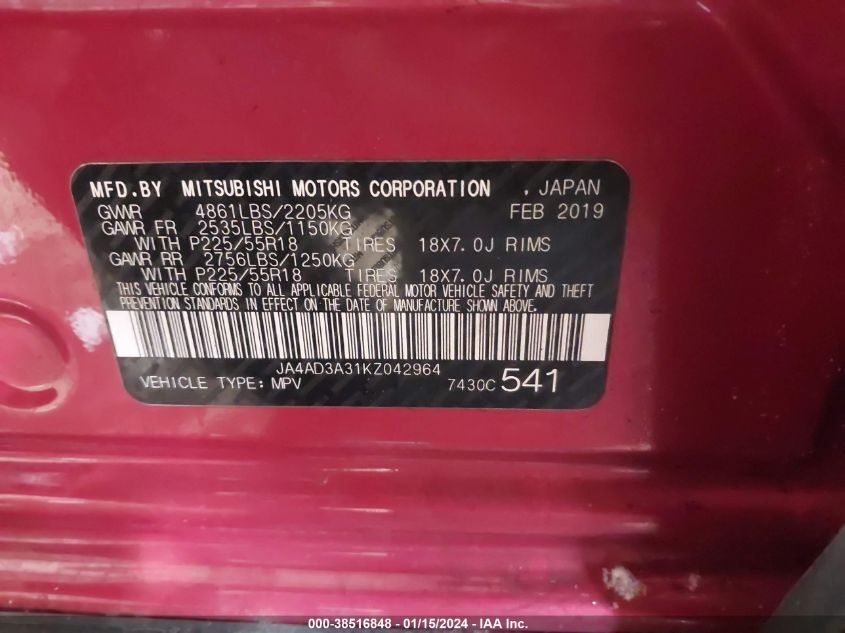 MFD.BY MITSUBISHI MOTORS CORPORATION , JAPAN
GVWR 4861LBS/2205KG FEB 2019
GAWR FR 2535LBS/1150KG
WITH P225/55R18 TIRES 18X7.0J RIMS
GAWR RR 2756LBS/1250KG
WITH P225/55R18 TIRES 18X7.0J RIMS
THIS VEHICLE CONFORMS TO ALL APPLICABLE FEDERAL MOTOR VEHICLE SAFETY AND THEFT
PREVENTION STANDARDS IN EFFECT ON THE DATE OF MANUFACTURE SHOWN ABOVE.
JA4AD3A31KZ042964
VEHICLE TYPE: MPV 7430C 541
000-38516848 - 01/15/2024 - IAA Inc.